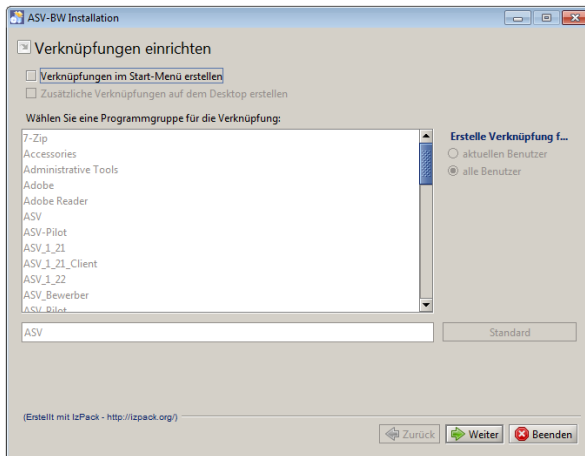 ASV-BW Installation
Verknüpfungen einrichten
Verknüpfungen im Start-Menü erstellen
Zusätzliche Verknüpfungen auf dem Desktop erstellen
Wählen Sie eine Programmgruppe für die Verknüpfung:
7-Zip
Accessories
Administrative Tools
Adobe
Adobe Reader
ASV
ASV-Pilot
ASV_1_21
ASV_1_21_Client
ASV_1_22
ASV_Bewerber
ASV_Pilot
Erstelle Verknüpfung f...
aktuellen Benutzer
alle Benutzer
ASV
Standard
(Erstellt mit IzPack - http://izpack.org/)
Zurück
Weiter
Beenden